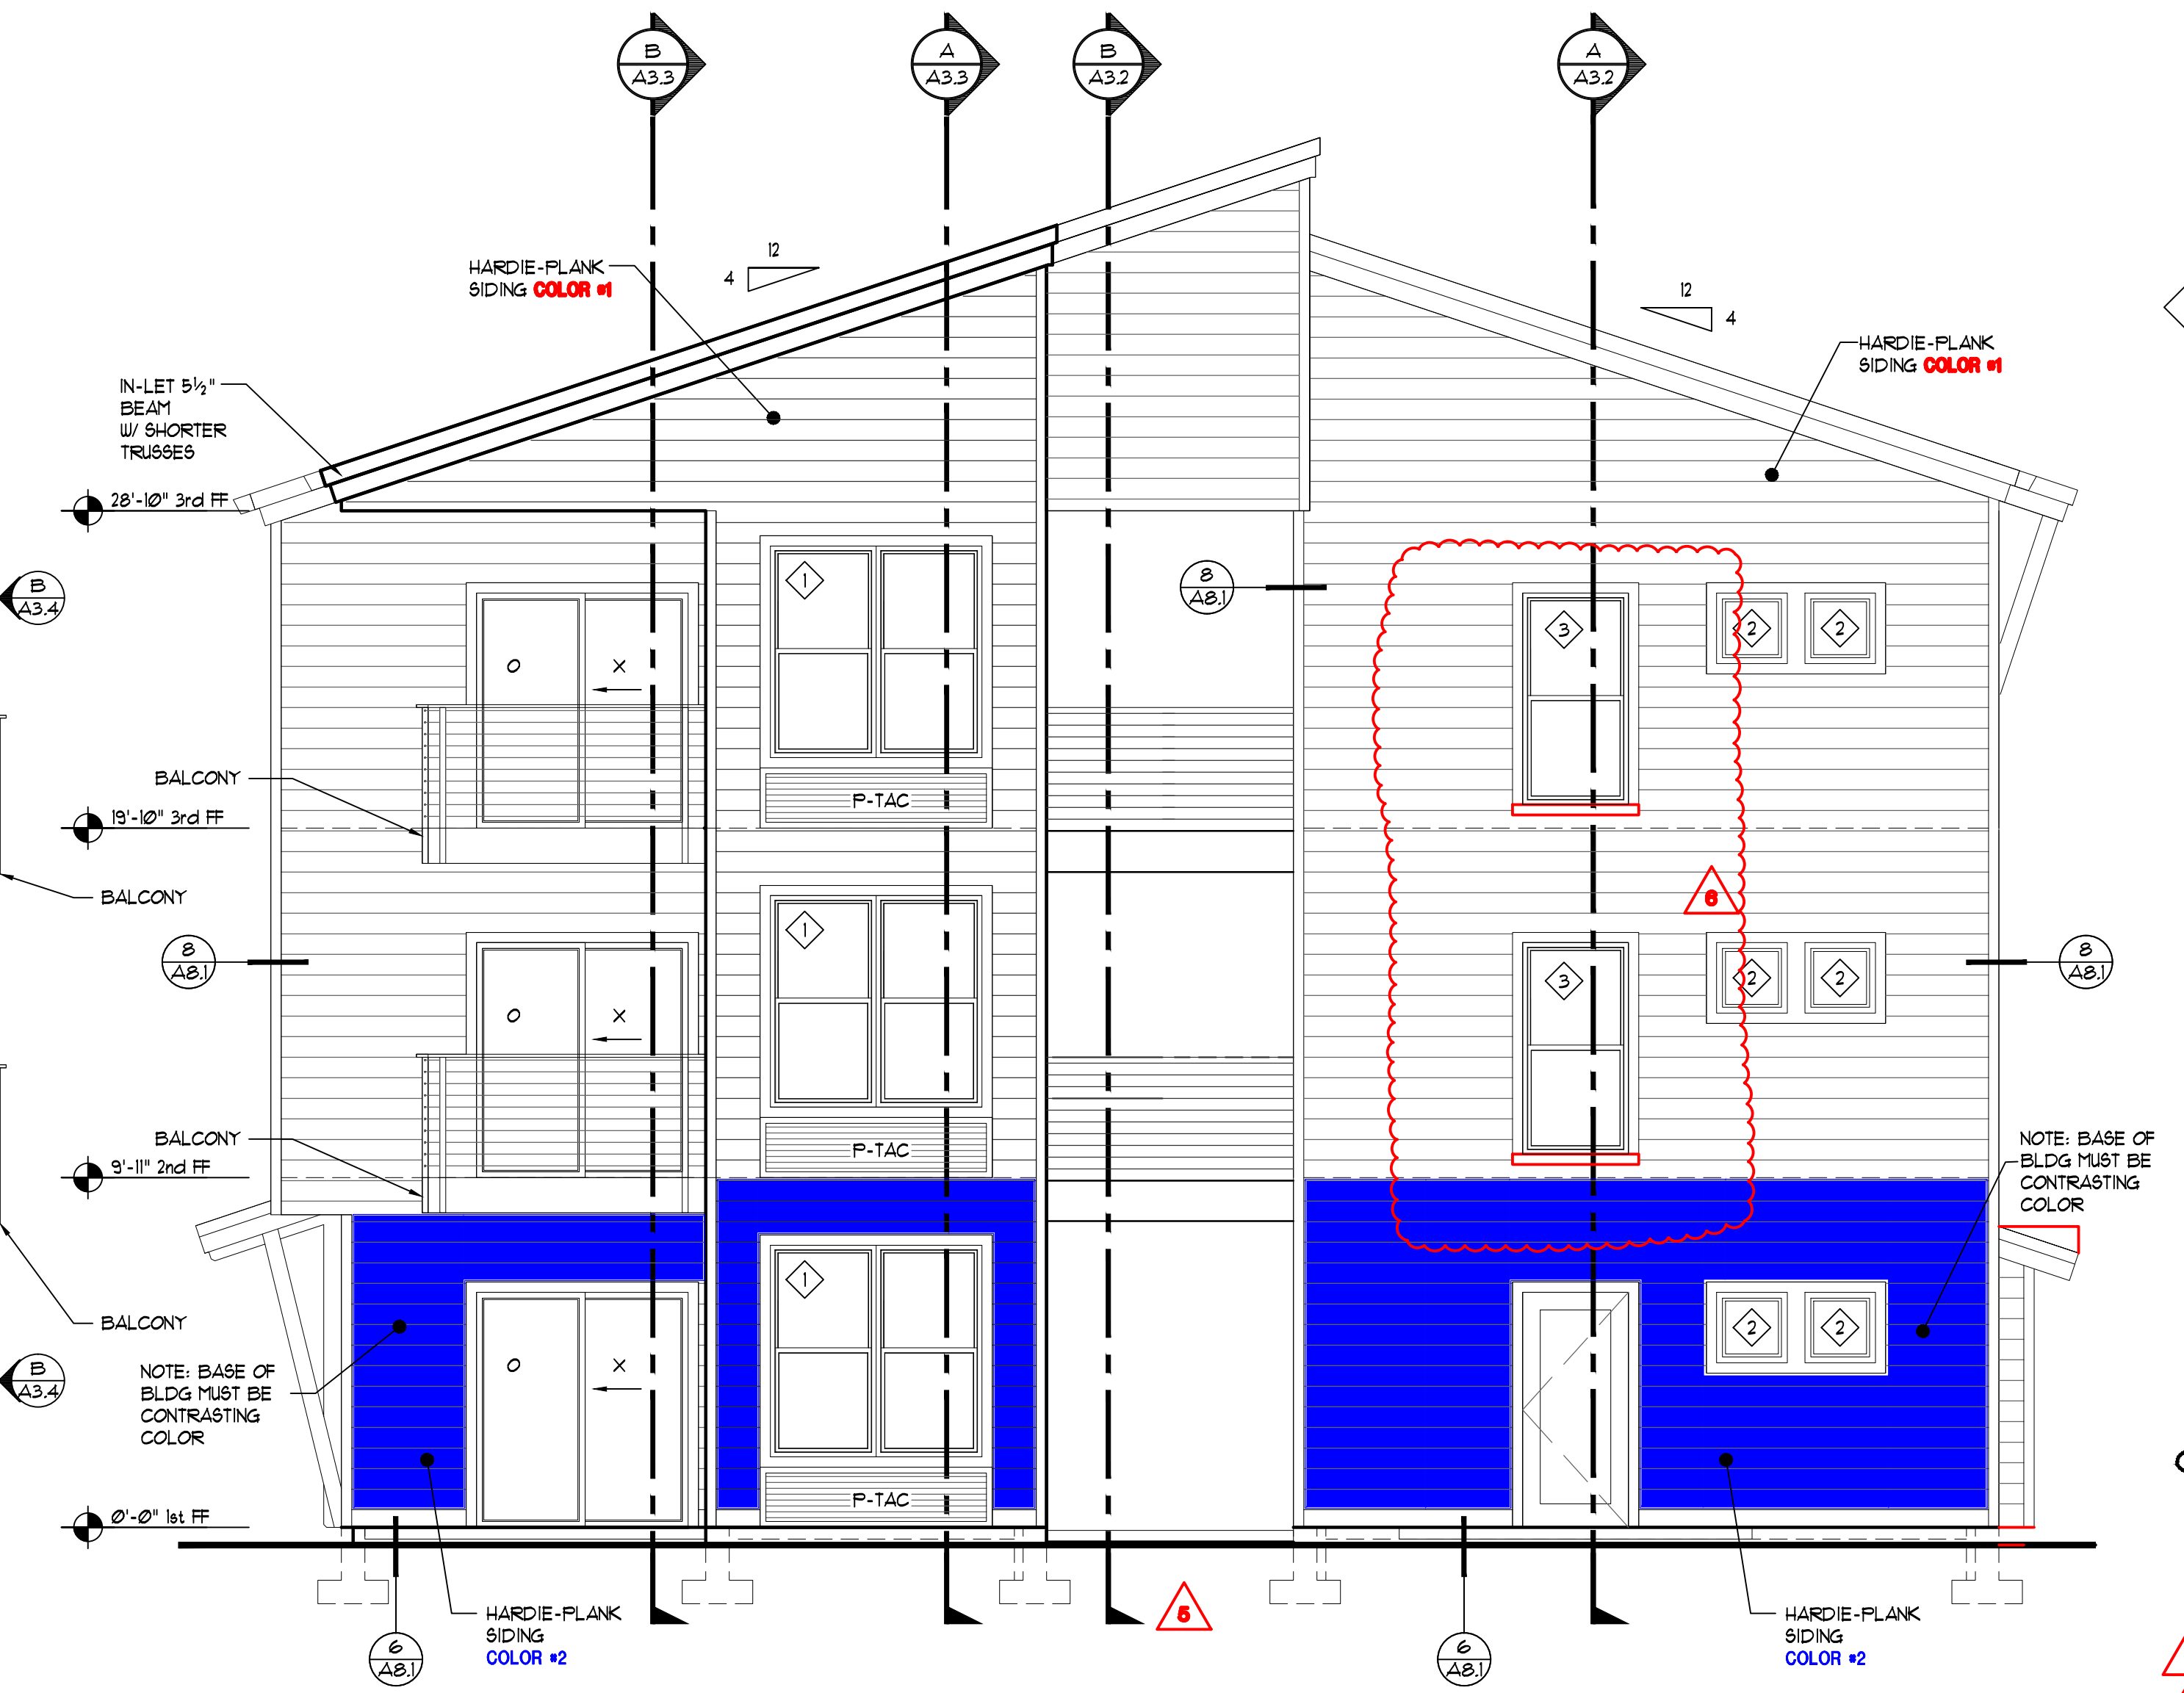 B
A3.3
A
A3.3
B
A3.2
A
A3.2
12
4
HARDIE-PLANK
SIDING COLOR #1
12
4
HARDIE-PLANK
SIDING COLOR #1
IN-LET 5½"
BEAM
W/ SHORTER
TRUSSES
28'-10" 3rd FF
B
A3.4
8
A8.1
1
3
2
2
O
X
BALCONY
P-TAC
19'-10" 3rd FF
BALCONY
6
1
8
A8.1
3
2
2
8
A8.1
O
X
BALCONY
P-TAC
9'-11" 2nd FF
NOTE: BASE OF
BLDG MUST BE
CONTRASTING
COLOR
1
BALCONY
2
2
B
A3.4
O
X
NOTE: BASE OF
BLDG MUST BE
CONTRASTING
COLOR
P-TAC
0'-0" 1st FF
5
HARDIE-PLANK
SIDING
COLOR #2
HARDIE-PLANK
SIDING
COLOR #2
6
A8.1
6
A8.1